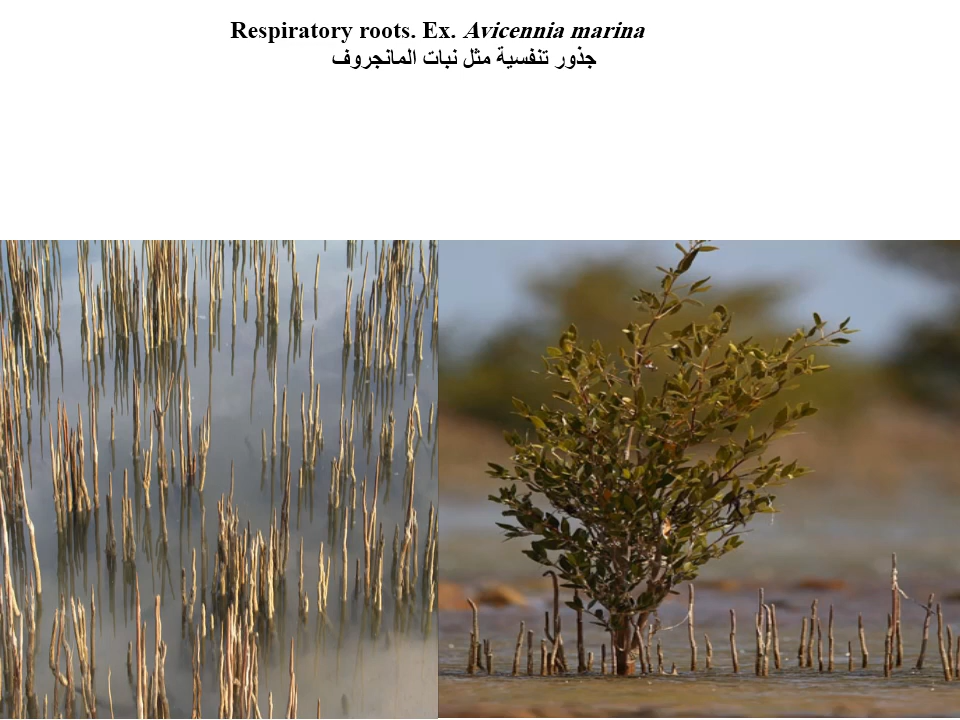 Respiratory roots. Ex. Avicennia marina
جذور تنفسية مثل نبات المانجروف